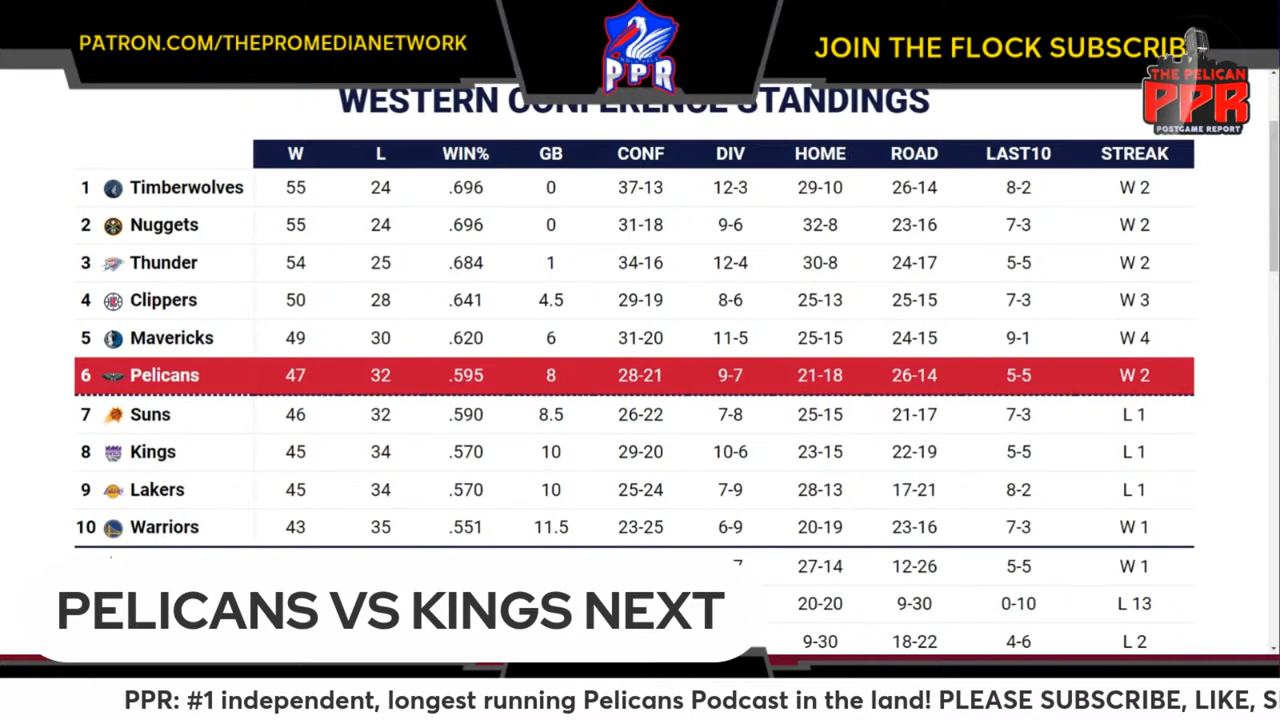 PATRON.COM/THEPROMEDIANETWORK
PPR
JOIN THE FLOCK SUBSCRIB
THE PELICAN
PPR
POSTGAME REPORT
WESTERN CONFERENCE STANDINGS
W L WIN% GB CONF DIV HOME ROAD LAST10 STREAK
1 Timberwolves 55 24 .696 0 37-13 12-3 29-10 26-14 8-2 W 2
2 Nuggets 55 24 .696 0 31-18 9-6 32-8 23-16 7-3 W 2
3 Thunder 54 25 .684 1 34-16 12-4 30-8 24-17 5-5 W 2
4 Clippers 50 28 .641 4.5 29-19 8-6 25-13 25-15 7-3 W 3
5 Mavericks 49 30 .620 6 31-20 11-5 25-15 24-15 9-1 W 4
6 Pelicans 47 32 .595 8 28-21 9-7 21-18 26-14 5-5 W 2
7 Suns 46 32 .590 8.5 26-22 7-8 25-15 21-17 7-3 L 1
8 Kings 45 34 .570 10 29-20 10-6 23-15 22-19 5-5 L 1
9 Lakers 45 34 .570 10 25-24 7-9 28-13 17-21 8-2 L 1
10 Warriors 43 35 .551 11.5 23-25 6-9 20-19 23-16 7-3 W 1
27-14 12-26 5-5 W 1
20-20 9-30 0-10 L 13
9-30 18-22 4-6 L 2
PELICANS VS KINGS NEXT
PPR: #1 independent, longest running Pelicans Podcast in the land! PLEASE SUBSCRIBE, LIKE, S